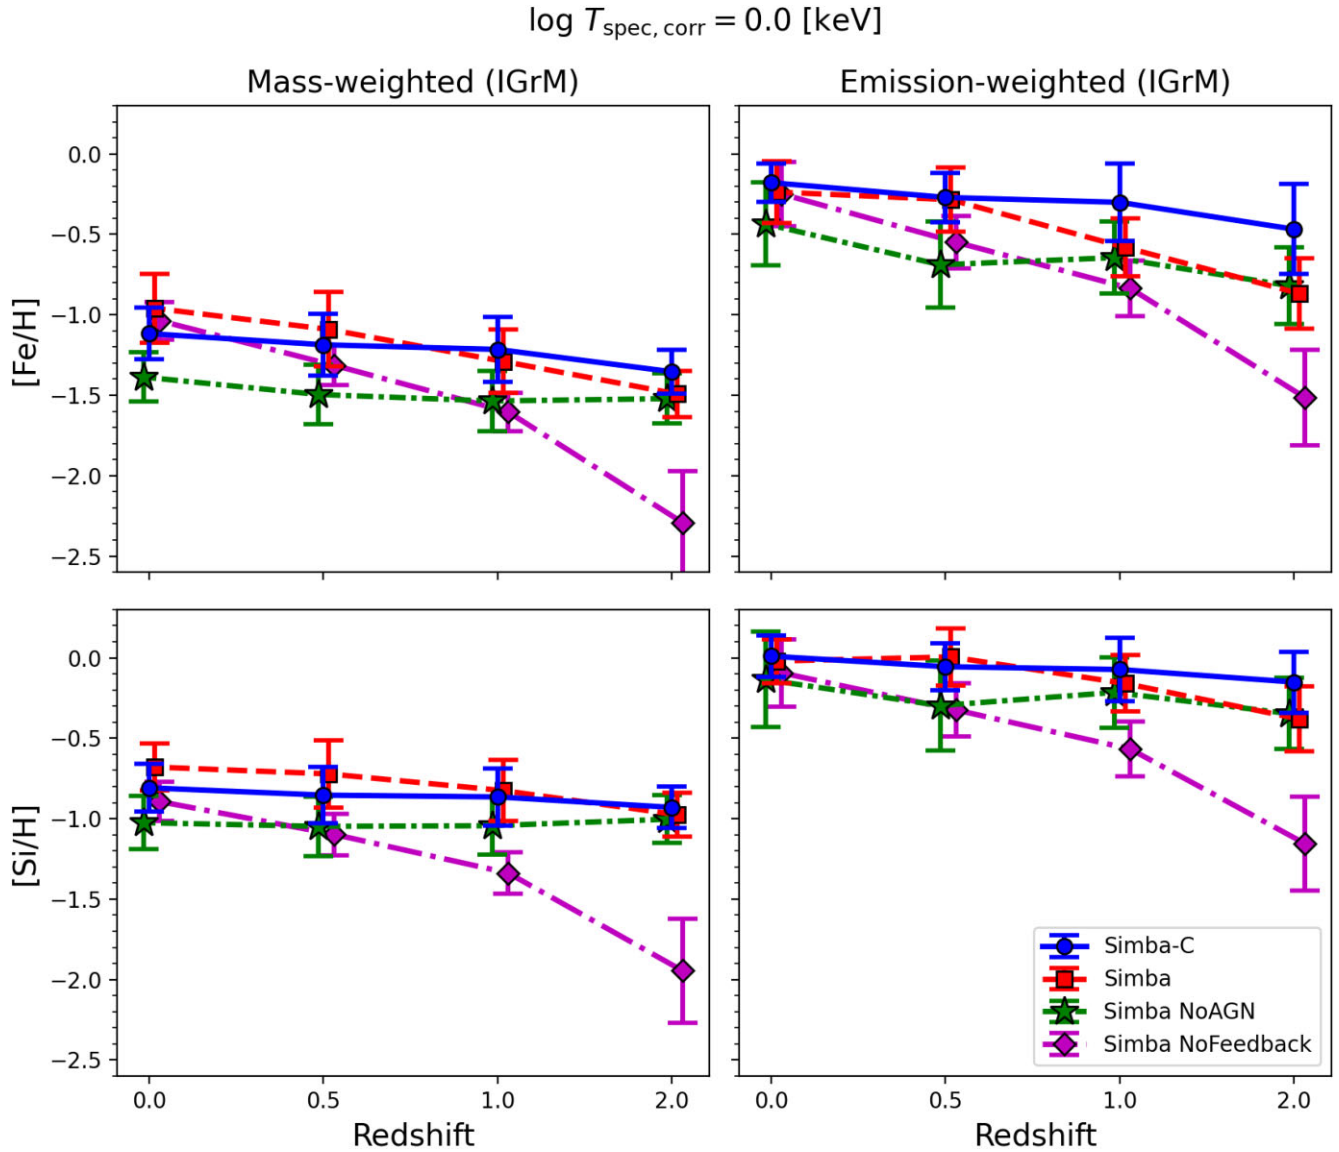 log T_spec, corr = 0.0 [keV]
Mass-weighted (IGrM)
Emission-weighted (IGrM)
[Fe/H]
0.0
−0.5
−1.0
−1.5
−2.0
−2.5
[Si/H]
0.0
−0.5
−1.0
−1.5
−2.0
−2.5
Simba-C
Simba
Simba NoAGN
Simba NoFeedback
0.0 0.5 1.0 2.0
Redshift
0.0 0.5 1.0 2.0
Redshift